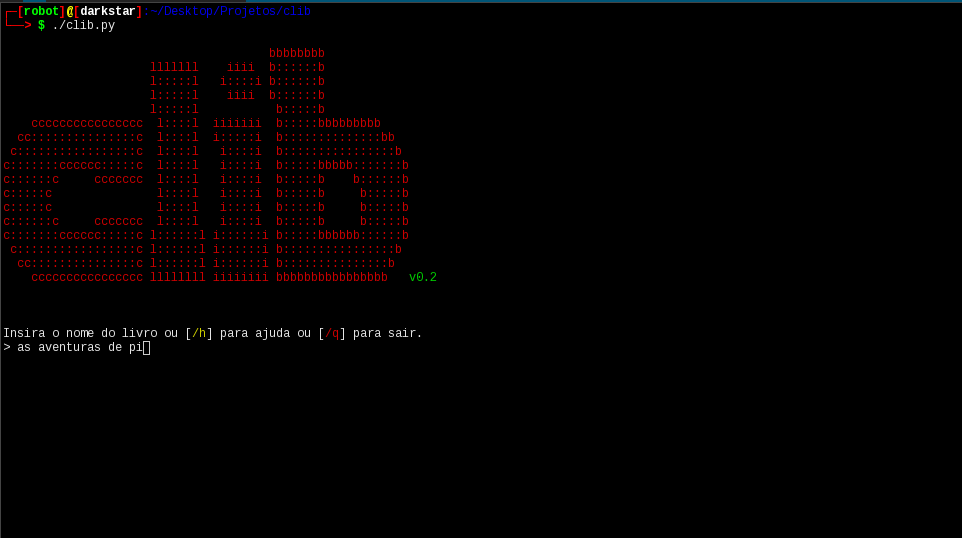 ┌─[robot]@[darkstar]:~/Desktop/Projetos/clib
└──> $ ./clib.py
                                      bbbbbbbb
                     lllllll    iiii  b::::::b
                     l:::::l   i::::i b::::::b
                     l:::::l    iiii  b::::::b
                     l:::::l           b:::::b
    cccccccccccccccc  l::::l  iiiiiii  b:::::bbbbbbbbb
  cc:::::::::::::::c  l::::l  i:::::i  b::::::::::::::bb
 c:::::::::::::::::c  l::::l   i::::i  b::::::::::::::::b
c:::::::cccccc:::::c  l::::l   i::::i  b:::::bbbbb:::::::b
c::::::c     ccccccc  l::::l   i::::i  b:::::b    b::::::b
c:::::c               l::::l   i::::i  b:::::b     b:::::b
c:::::c               l::::l   i::::i  b:::::b     b:::::b
c::::::c     ccccccc  l::::l   i::::i  b:::::b     b:::::b
c:::::::cccccc:::::c l::::::l i::::::i b:::::bbbbbb::::::b
 c:::::::::::::::::c l::::::l i::::::i b::::::::::::::::b
  cc:::::::::::::::c l::::::l i::::::i b:::::::::::::::b
    cccccccccccccccc llllllll iiiiiiii bbbbbbbbbbbbbbbb   v0.2
Insira o nome do livro ou [/h] para ajuda ou [/q] para sair.
> as aventuras de pi